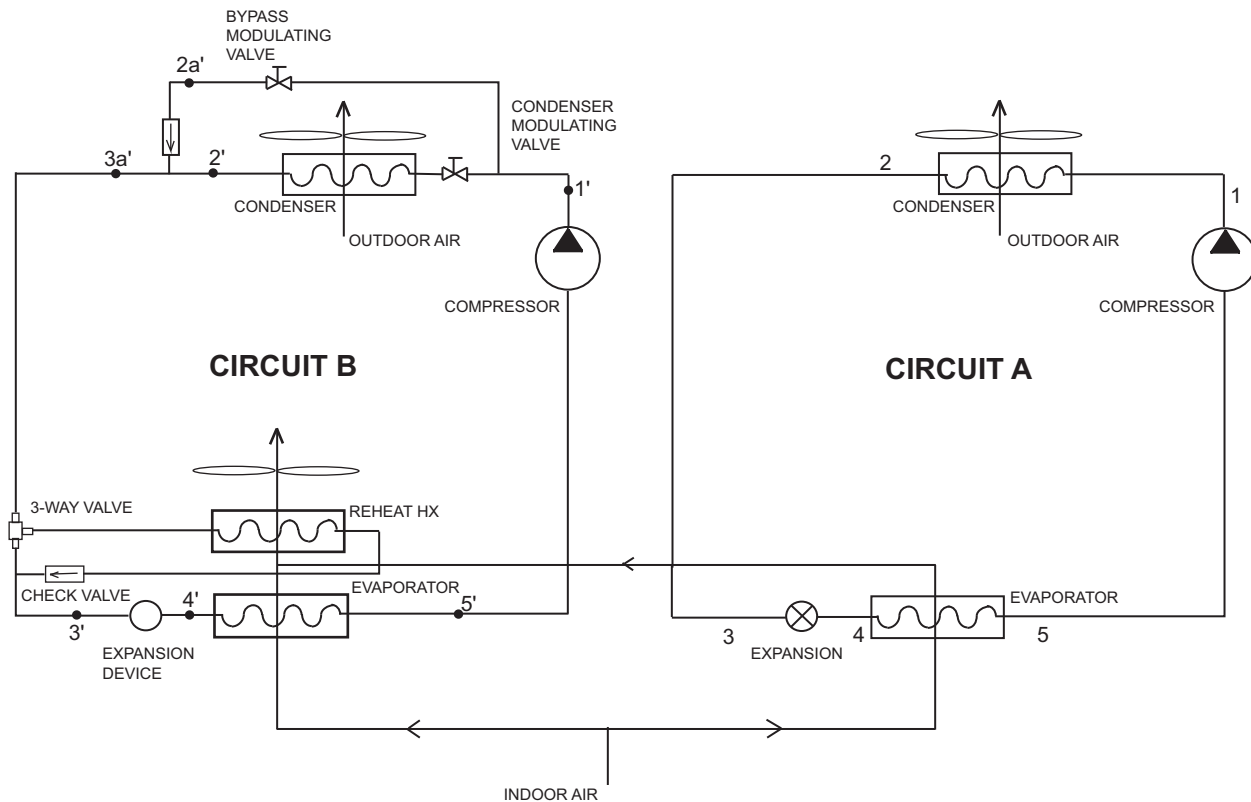 BYPASS
MODULATING
VALVE
2a'
CONDENSER
MODULATING
VALVE
3a'
2'
1'
CONDENSER
OUTDOOR AIR
COMPRESSOR
CIRCUIT B
3-WAY VALVE
REHEAT HX
CHECK VALVE
EVAPORATOR
3'
4'
5'
EXPANSION
DEVICE
2
1
CONDENSER
OUTDOOR AIR
COMPRESSOR
CIRCUIT A
EVAPORATOR
3
4
5
EXPANSION
INDOOR AIR